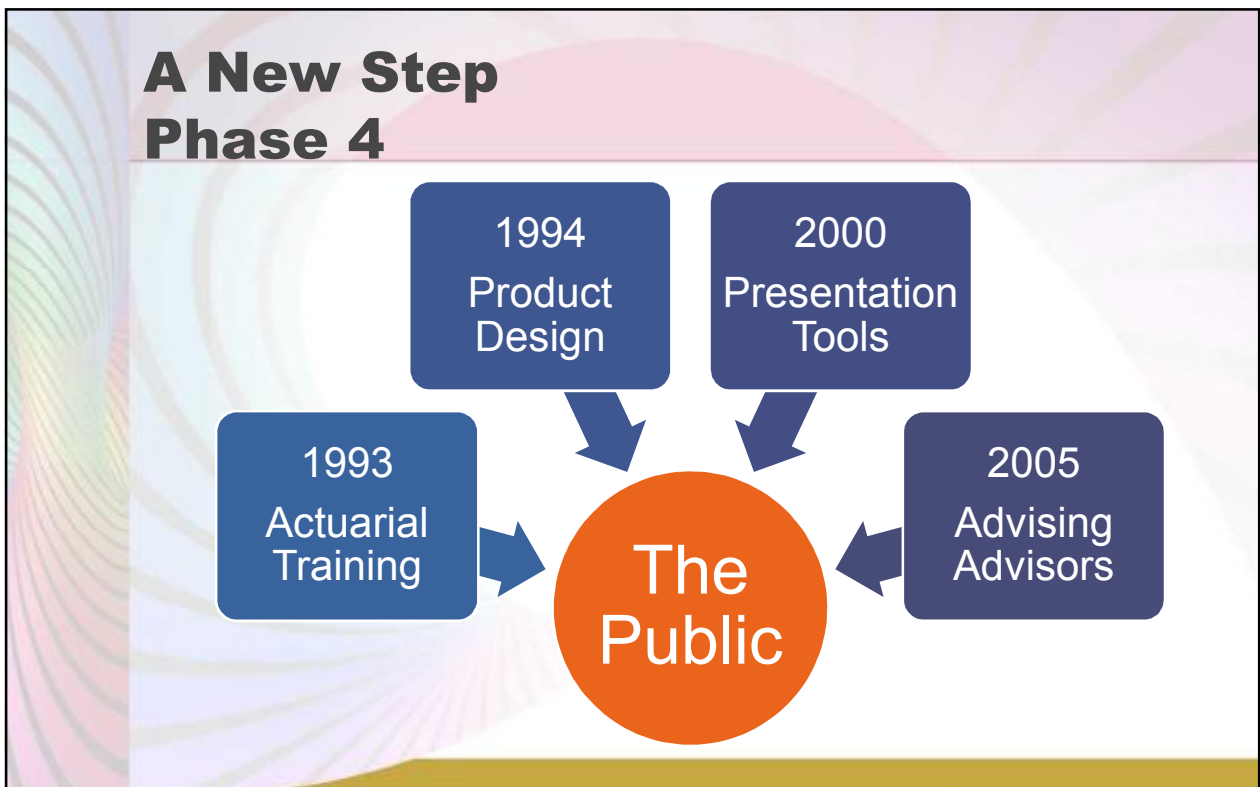 A New Step
Phase 4
1994
Product
Design
2000
Presentation
Tools
1993
Actuarial
Training
2005
Advising
Advisors
The
Public